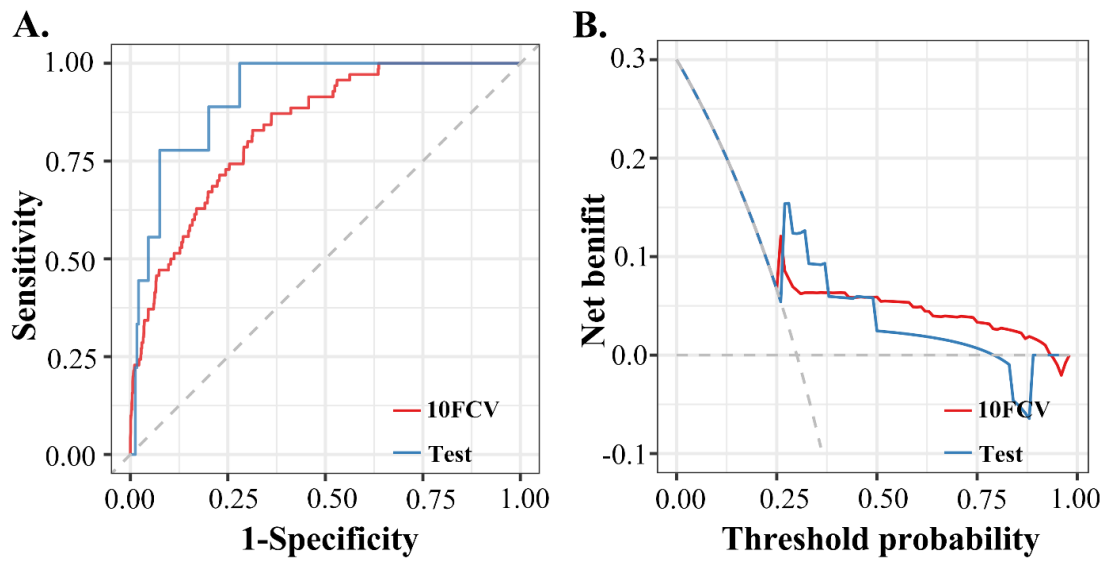 A.
1.00
0.75
0.50
0.25
0.00
Sensitivity
10FCV
Test
0.00 0.25 0.50 0.75 1.00
1-Specificity
B.
0.3
0.2
0.1
0.0
-0.1
Net benifit
10FCV
Test
0.00 0.25 0.50 0.75 1.00
Threshold probability